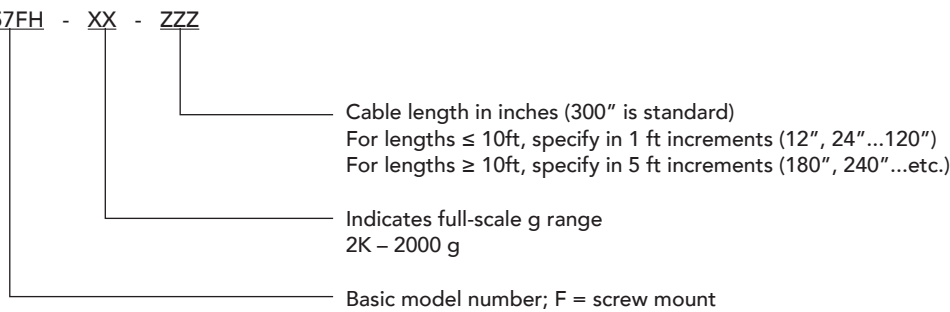 57FH - XX - ZZZ
Cable length in inches (300″ is standard)
For lengths ≤ 10ft, specify in 1 ft increments (12″, 24″...120″)
For lengths ≥ 10ft, specify in 5 ft increments (180″, 240″...etc.)
Indicates full-scale g range
2K – 2000 g
Basic model number; F = screw mount